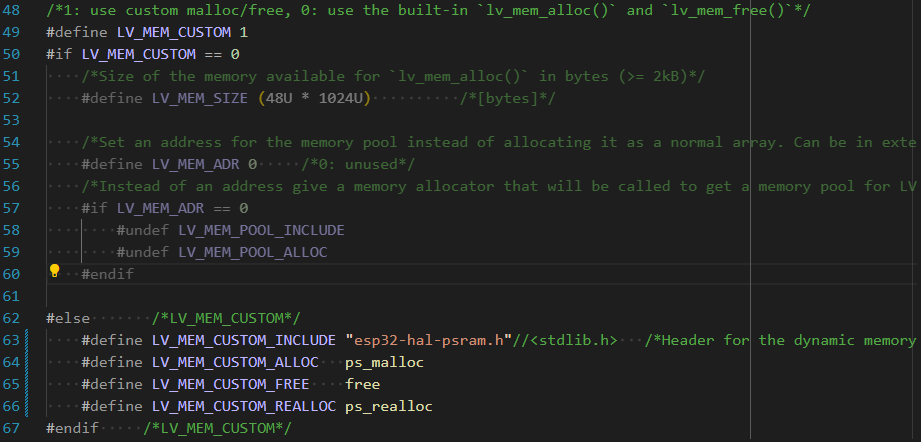 48 /*1: use custom malloc/free, 0: use the built-in `lv_mem_alloc()` and `lv_mem_free()`*/
49 #define LV_MEM_CUSTOM 1
50 #if LV_MEM_CUSTOM == 0
51 ····/*Size of the memory available for `lv_mem_alloc()` in bytes (>= 2kB)*/
52 ····#define LV_MEM_SIZE (48U * 1024U)··········/*[bytes]*/
53
54 ····/*Set an address for the memory pool instead of allocating it as a normal array. Can be in exte
55 ····#define LV_MEM_ADR 0·····/*0: unused*/
56 ····/*Instead of an address give a memory allocator that will be called to get a memory pool for LV
57 ····#if LV_MEM_ADR == 0
58 ········#undef LV_MEM_POOL_INCLUDE
59 ········#undef LV_MEM_POOL_ALLOC
60 ····#endif
61
62 #else·······/*LV_MEM_CUSTOM*/
63 ····#define LV_MEM_CUSTOM_INCLUDE "esp32-hal-psram.h"//<stdlib.h>···/*Header for the dynamic memory
64 ····#define LV_MEM_CUSTOM_ALLOC···ps_malloc
65 ····#define LV_MEM_CUSTOM_FREE····free
66 ····#define LV_MEM_CUSTOM_REALLOC ps_realloc
67 #endif·····/*LV_MEM_CUSTOM*/